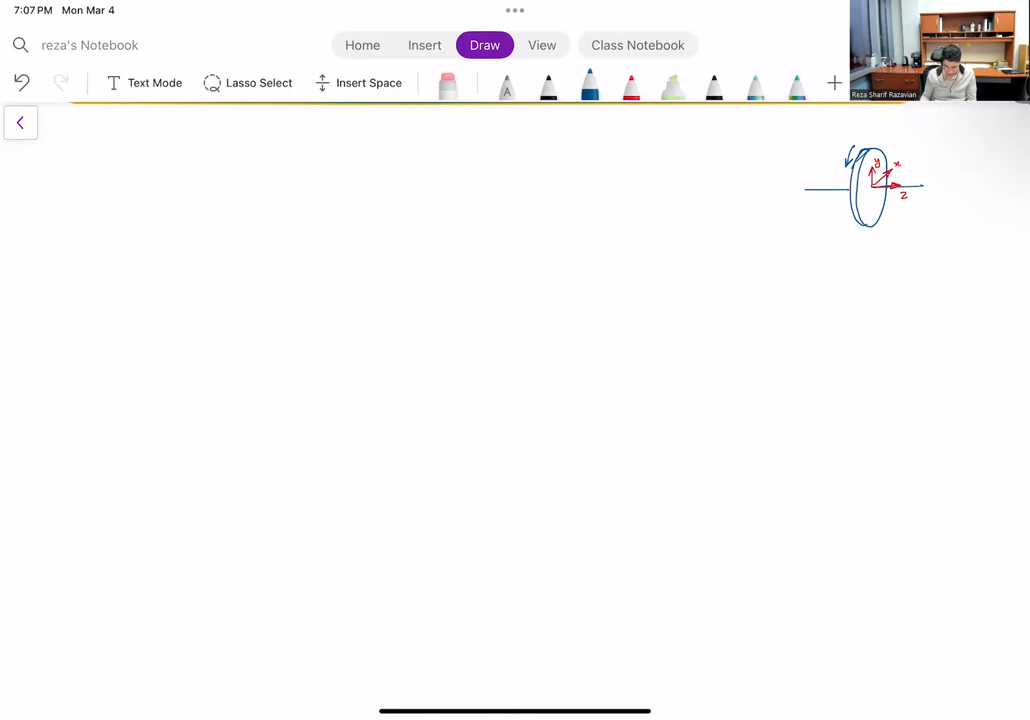 7:07 PM Mon Mar 4
reza's Notebook
Home Insert Draw View Class Notebook
Text Mode Lasso Select Insert Space
A
Reza Sharif Razavian
y x
z